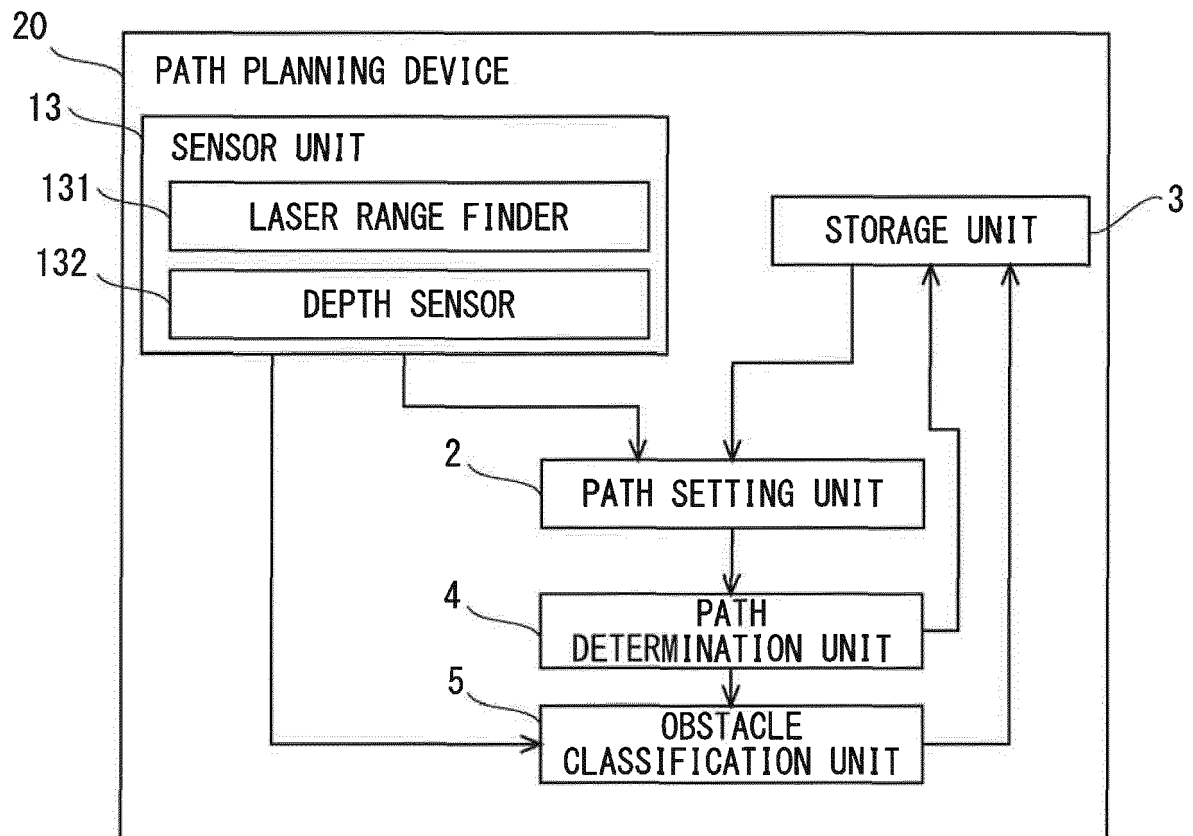 20
PATH PLANNING DEVICE
13
SENSOR UNIT
131
LASER RANGE FINDER
3
STORAGE UNIT
132
DEPTH SENSOR
2
PATH SETTING UNIT
4
PATH
DETERMINATION UNIT
5
OBSTACLE
CLASSIFICATION UNIT